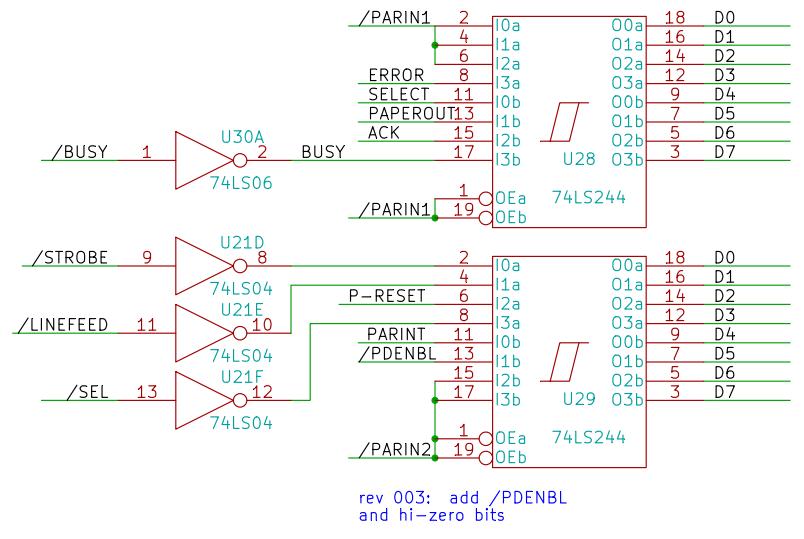 /PARIN1 2 I0a O0a 18 D0
4 I1a O1a 16 D1
6 I2a O2a 14 D2
ERROR 8 I3a O3a 12 D3
SELECT 11 I0b O0b 9 D4
PAPEROUT 13 I1b O1b 7 D5
ACK 15 I2b O2b 5 D6
U30A
/BUSY 1 2 BUSY 17 I3b U28 O3b 3 D7
74LS06
1 OEa 74LS244
/PARIN1 19 OEb
U21D
/STROBE 9 8 2 I0a O0a 18 D0
74LS04 4 I1a O1a 16 D1
P-RESET 6 I2a O2a 14 D2
U21E
/LINEFEED 11 10 8 I3a O3a 12 D3
PARINT 11 I0b O0b 9 D4
74LS04 /PDENBL 13 I1b O1b 7 D5
U21F 15 I2b O2b 5 D6
/SEL 13 12 17 I3b U29 O3b 3 D7
74LS04
1 OEa 74LS244
/PARIN2 19 OEb
rev 003: add /PDENBL
and hi-zero bits